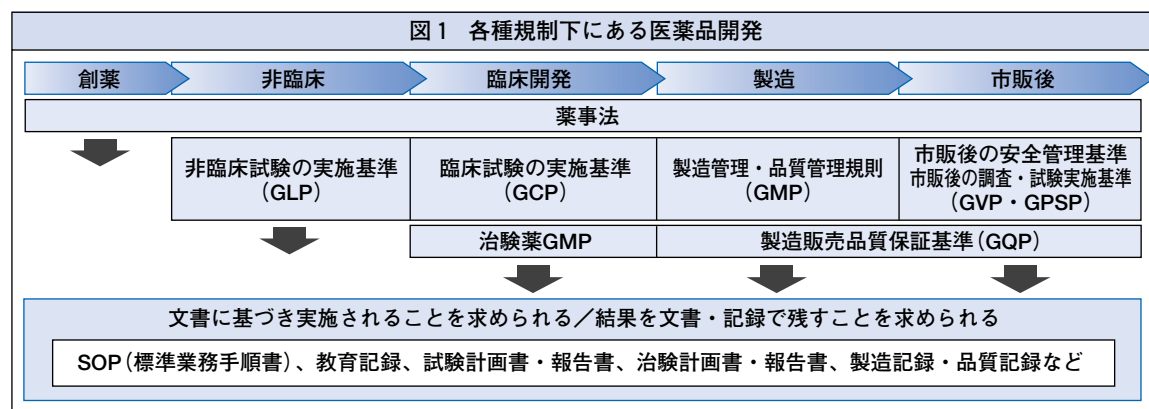 図1 各種規制下にある医薬品開発
創薬
非臨床
臨床開発
製造
市販後
薬事法
非臨床試験の実施基準
(GLP)
臨床試験の実施基準
(GCP)
製造管理・品質管理規則
(GMP)
市販後の安全管理基準
市販後の調査・試験実施基準
(GVP・GPSP)
治験薬GMP
製造販売品質保証基準(GQP)
文書に基づき実施されることを求められる／結果を文書・記録で残すことを求められる
SOP(標準業務手順書)、教育記録、試験計画書・報告書、治験計画書・報告書、製造記録・品質記録など